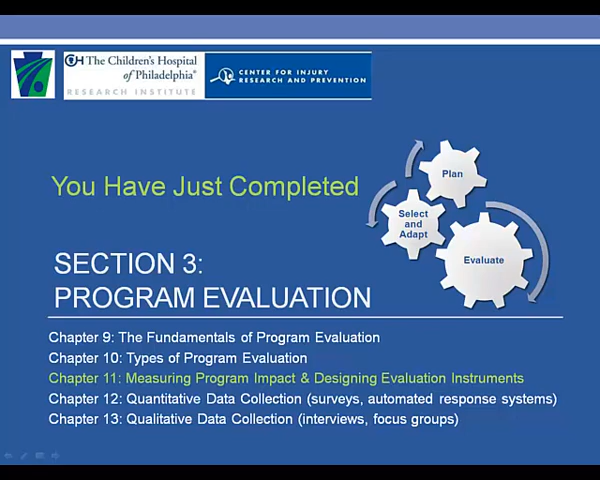 The Children's Hospital
of Philadelphia®
RESEARCH INSTITUTE
CENTER FOR INJURY
RESEARCH AND PREVENTION
You Have Just Completed
Plan
Select
and
Adapt
Evaluate
SECTION 3:
PROGRAM EVALUATION
Chapter 9: The Fundamentals of Program Evaluation
Chapter 10: Types of Program Evaluation
Chapter 11: Measuring Program Impact & Designing Evaluation Instruments
Chapter 12: Quantitative Data Collection (surveys, automated response systems)
Chapter 13: Qualitative Data Collection (interviews, focus groups)